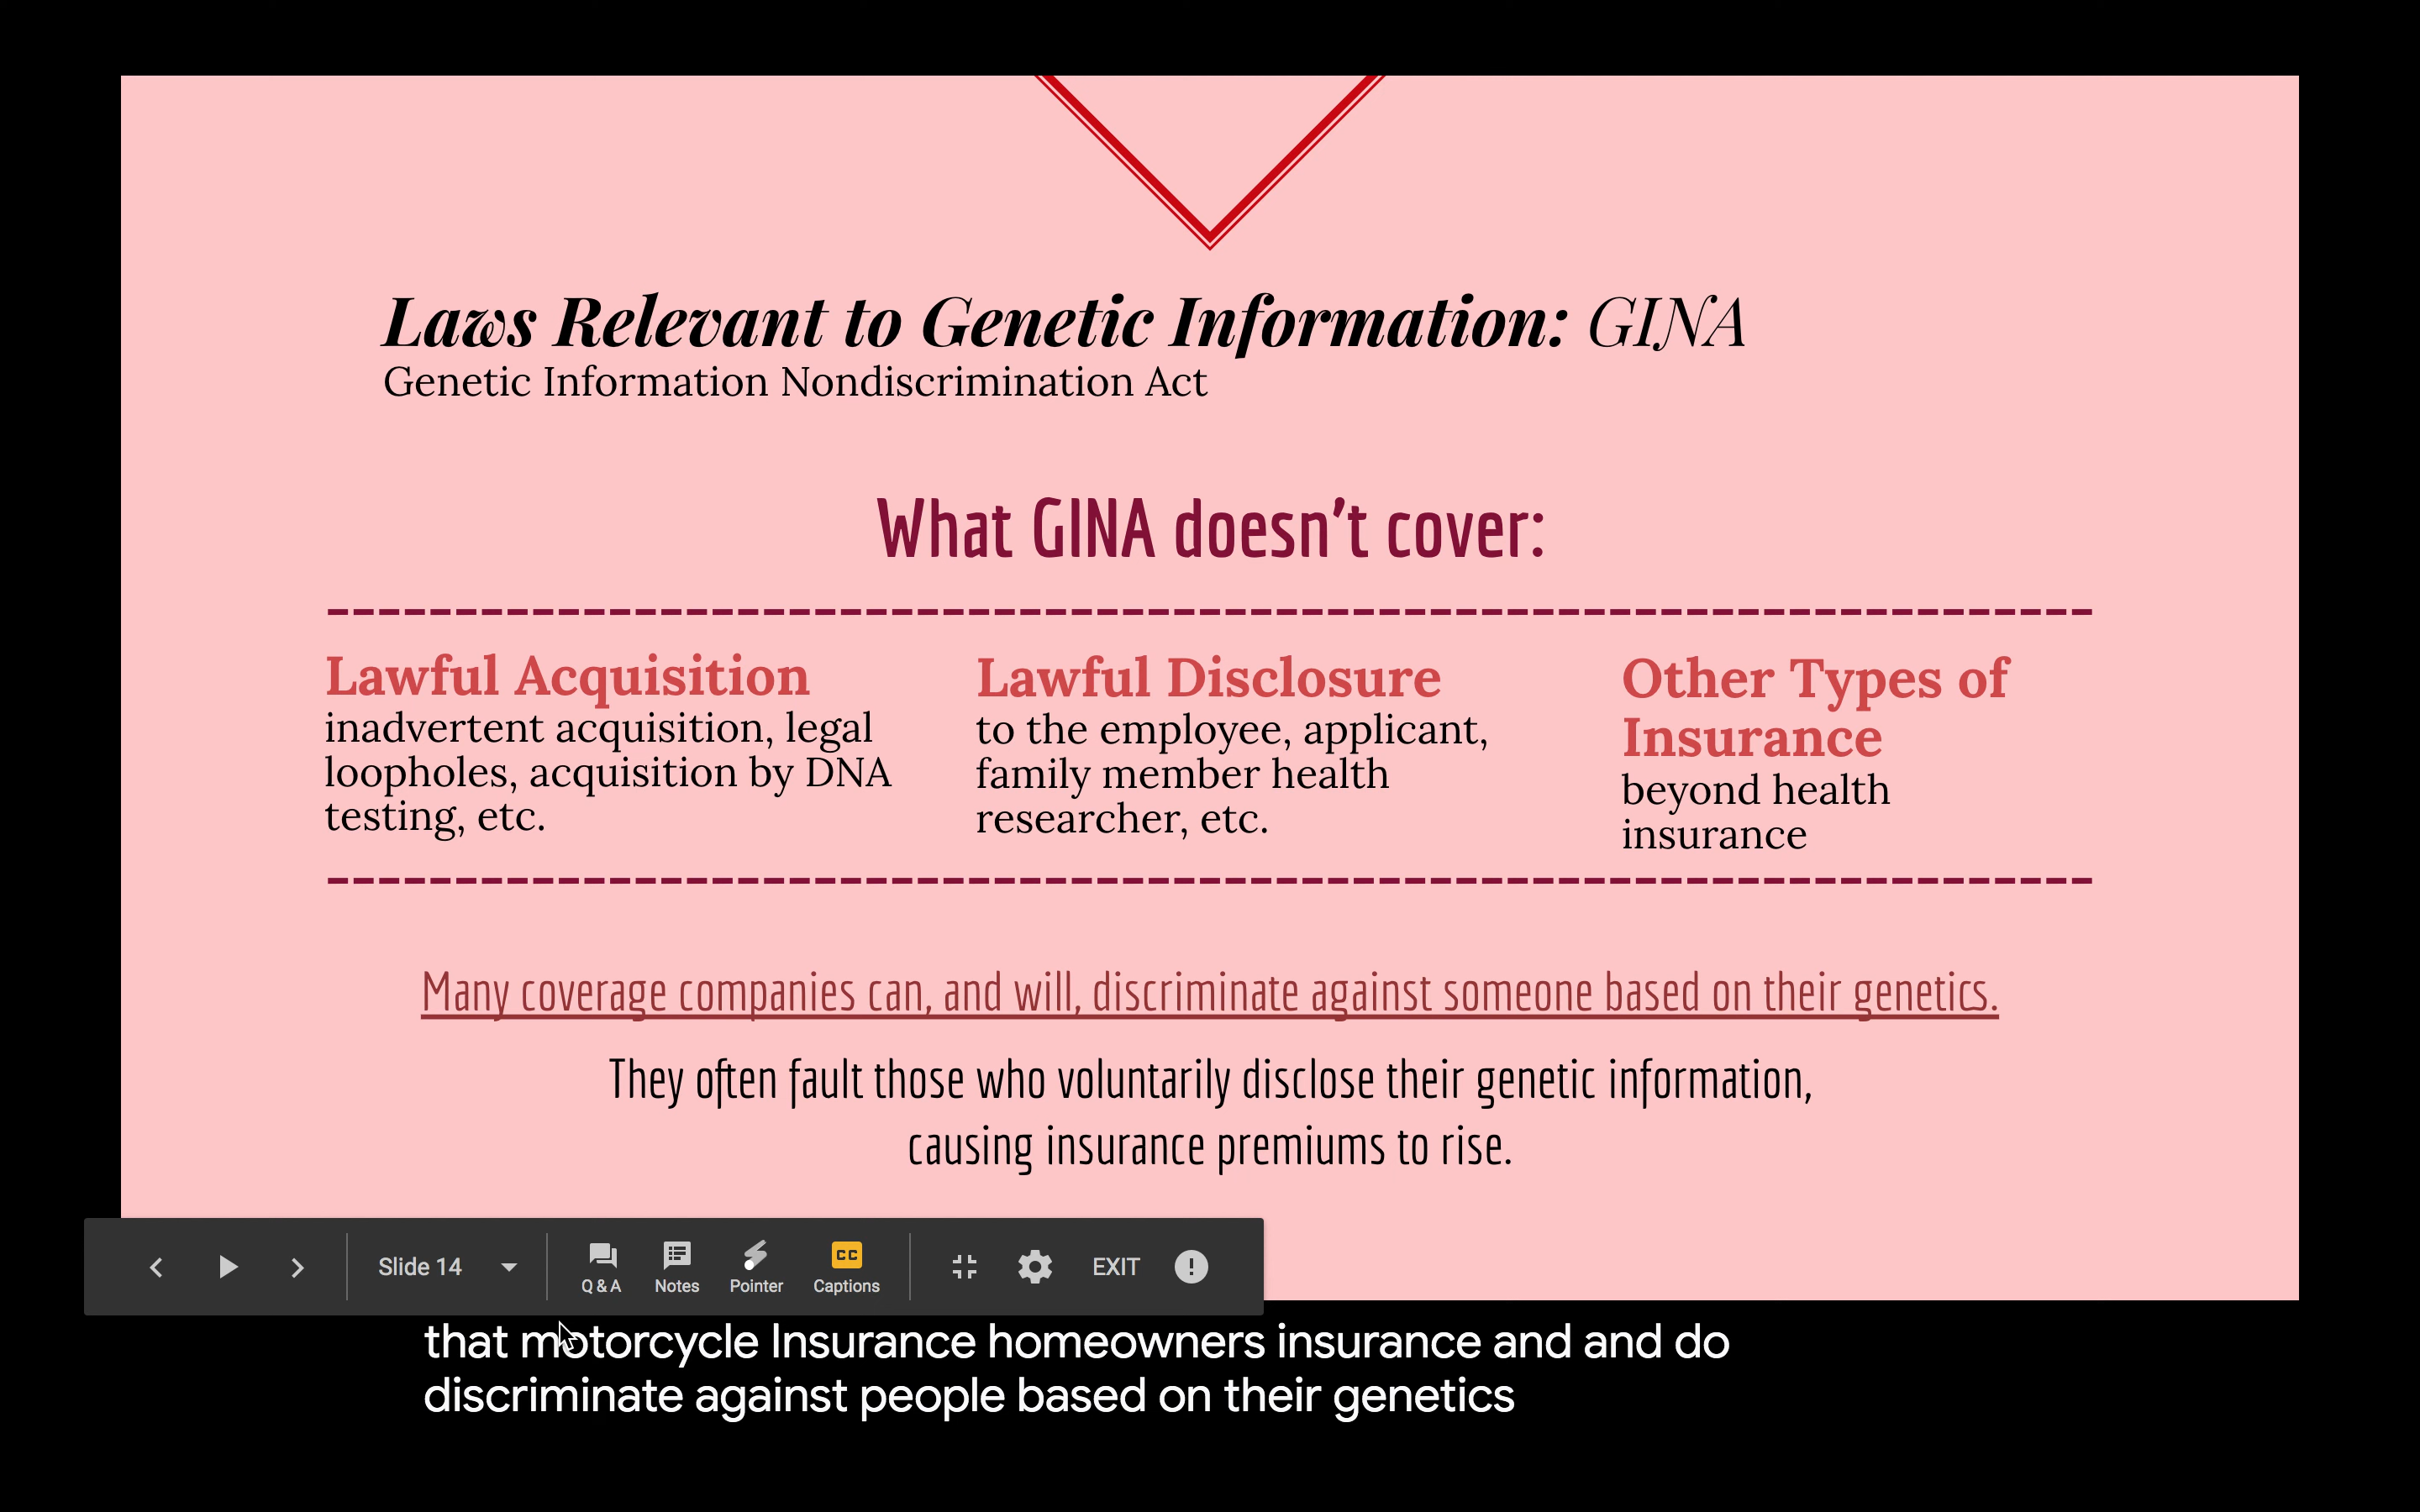 Laws Relevant to Genetic Information: GINA
Genetic Information Nondiscrimination Act
What GINA doesn't cover:
Lawful Acquisition
inadvertent acquisition, legal
loopholes, acquisition by DNA
testing, etc.
Lawful Disclosure
to the employee, applicant,
family member health
researcher, etc.
Other Types of
Insurance
beyond health
insurance
Many coverage companies can, and will, discriminate against someone based on their genetics.
They often fault those who voluntarily disclose their genetic information,
causing insurance premiums to rise.
Slide 14
Q & A
Notes
Pointer
CC
Captions
EXIT
that motorcycle Insurance homeowners insurance and and do
discriminate against people based on their genetics